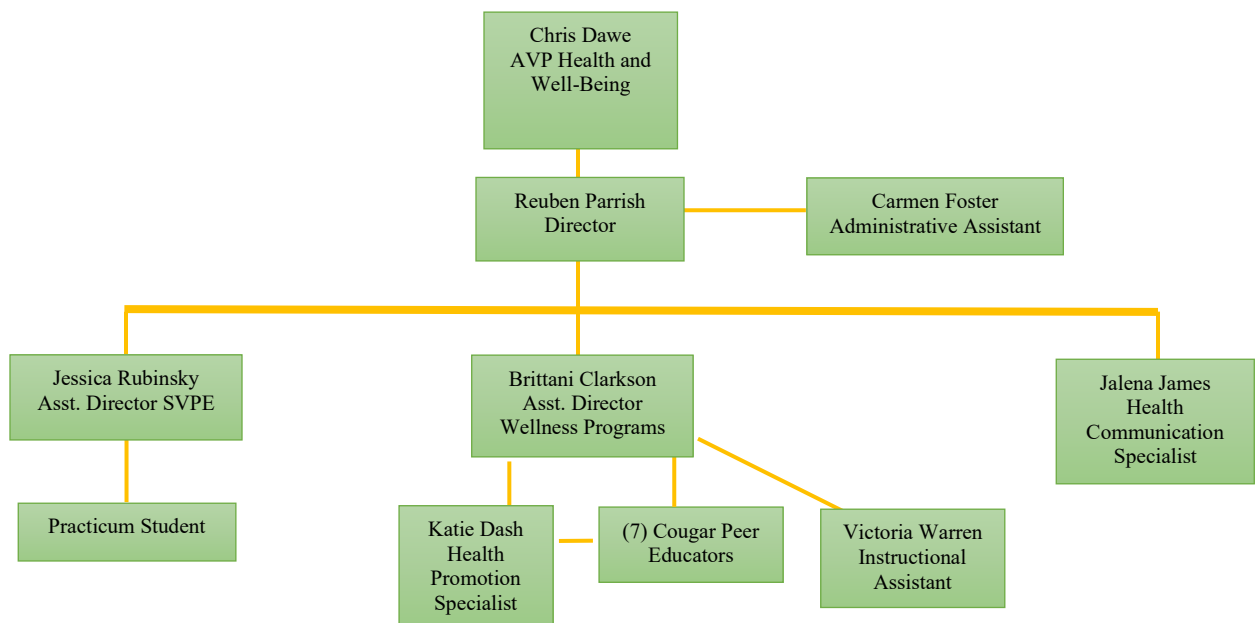 Chris Dawe
AVP Health and
Well-Being
Reuben Parrish
Director
Carmen Foster
Administrative Assistant
Jessica Rubinsky
Asst. Director SVPE
Brittani Clarkson
Asst. Director
Wellness Programs
Jalena James
Health
Communication
Specialist
Practicum Student
Katie Dash
Health
Promotion
Specialist
(7) Cougar Peer
Educators
Victoria Warren
Instructional
Assistant